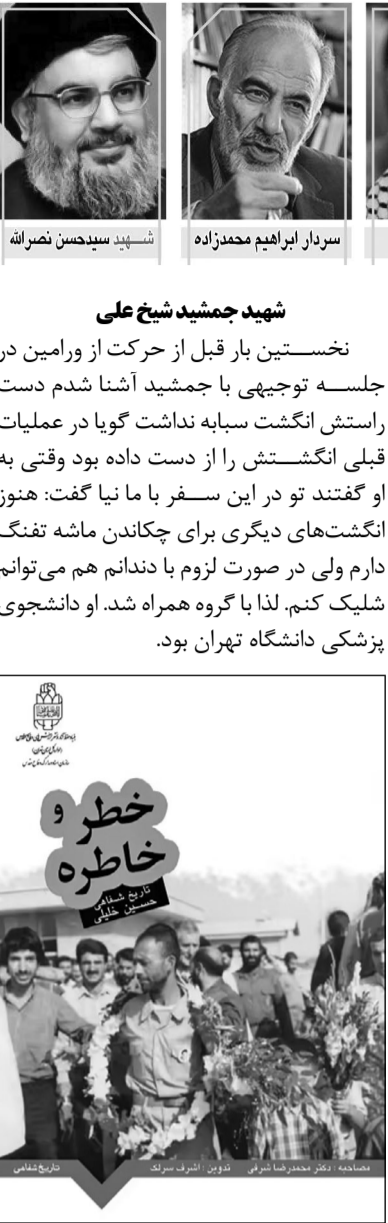 سردار ابراهیم محمدزاده
شهید سیدحسن نصرالله
شهید جمشید شیخ علی
نخستین بار قبل از حرکت از ورامین در
جلسه توجیهی با جمشید آشنا شدم دست
راستش انگشت سبابه نداشت گویا در عملیات
قبلی انگشتش را از دست داده بود وقتی به
او گفتند تو در این سفر با ما نیا گفت: هنوز
انگشت‌های دیگری برای چکاندن ماشه تفنگ
دارم ولی در صورت لزوم با دندانم هم می‌توانم
شلیک کنم. لذا با گروه همراه شد. او دانشجوی
پزشکی دانشگاه تهران بود.
خطر و
خاطره
تاریخ شفاهی
حسین خلیلی
مصاحبه : دکتر محمدرضا شرفی تدوین : اشرف سرلک
تاریخ شفاهی